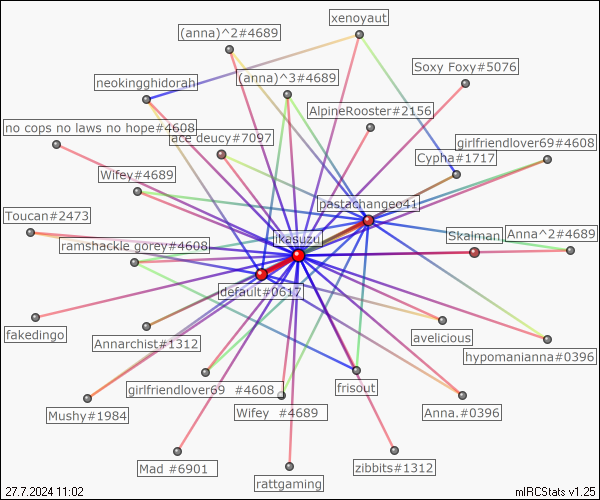 xenoyaut
(anna)^2#4689
Soxy Foxy#5076
neokingghidorah
(anna)^3#4689
AlpineRooster#2156
no cops no laws no hope#4608
ace deucy#7097
girlfriendlover69#4608
Cypha#1717
Wifey#4689
pastachangeo41
Toucan#2473
Skaiman
Anna^2#4689
ikasuzu
ramshackle gorey#4608
default#0617
fakedingo
avelicious
Annarchist#1312
hypomanianna#0396
girlfriendlover69 #4608
frisout
Mushy#1984
Wifey #4689
Anna.#0396
Mad #6901
zibbits#1312
rattgaming
27.7.2024 11:02
mIRCStats v1.25